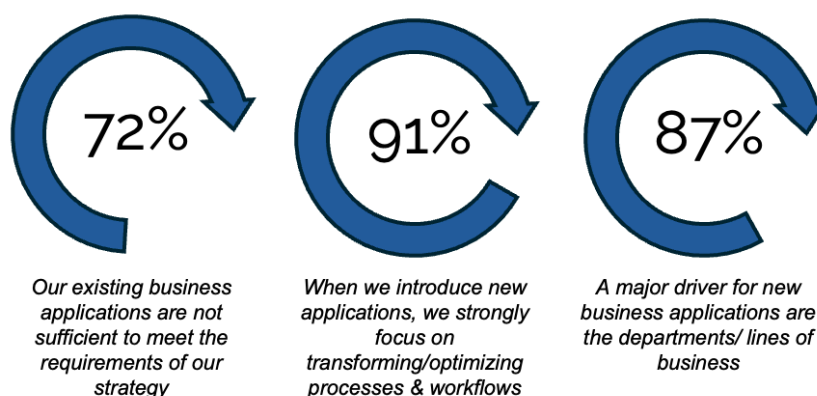 72%
91%
87%
Our existing business
applications are not
sufficient to meet the
requirements of our
strategy
When we introduce new
applications, we strongly
focus on
transforming/optimizing
processes & workflows
A major driver for new
business applications are
the departments/ lines of
business